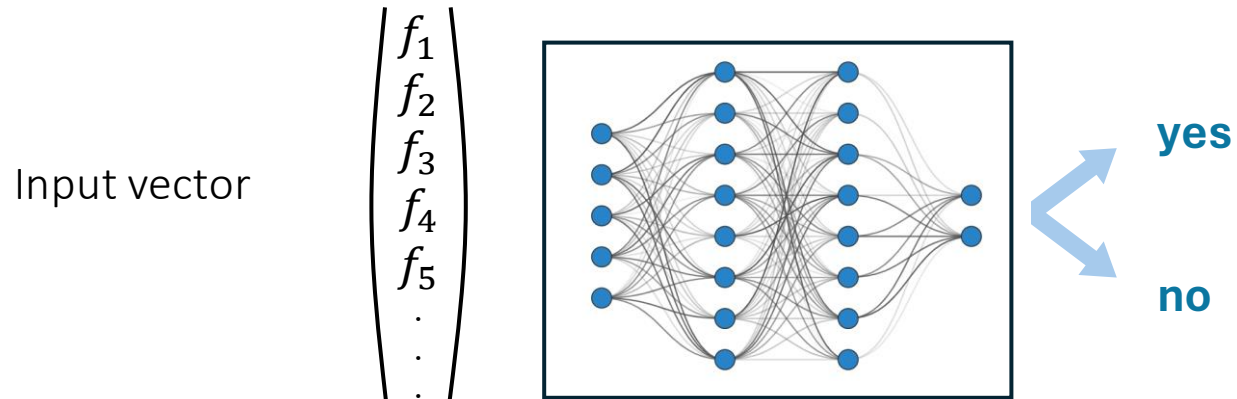 Input vector
f₁
f₂
f₃
f₄
f₅
.
.
.
yes
no